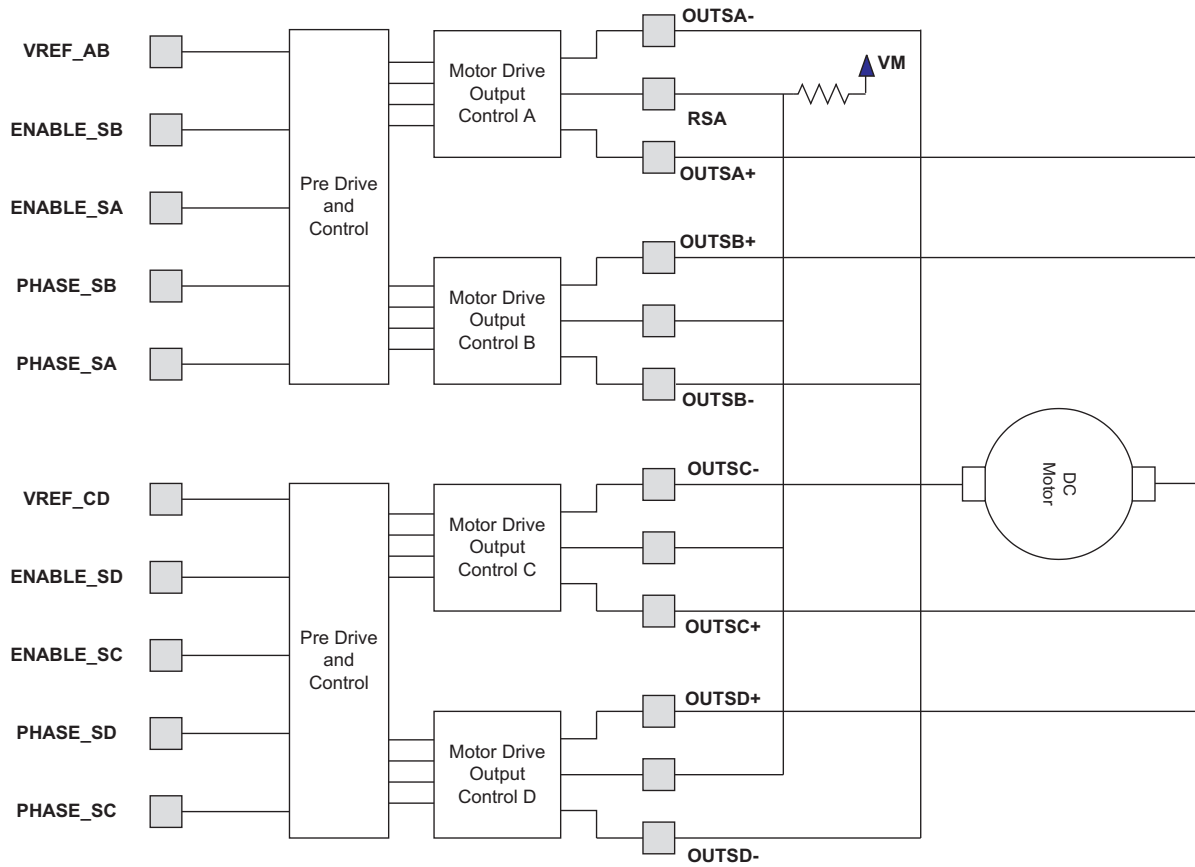 VREF_AB
ENABLE_SB
ENABLE_SA
PHASE_SB
PHASE_SA
Pre Drive
and
Control
Motor Drive
Output
Control A
OUTSA-
VM
RSA
OUTSA+
Motor Drive
Output
Control B
OUTSB+
OUTSB-
VREF_CD
ENABLE_SD
ENABLE_SC
PHASE_SD
PHASE_SC
Pre Drive
and
Control
Motor Drive
Output
Control C
OUTSC-
OUTSC+
DC
Motor
Motor Drive
Output
Control D
OUTSD+
OUTSD-